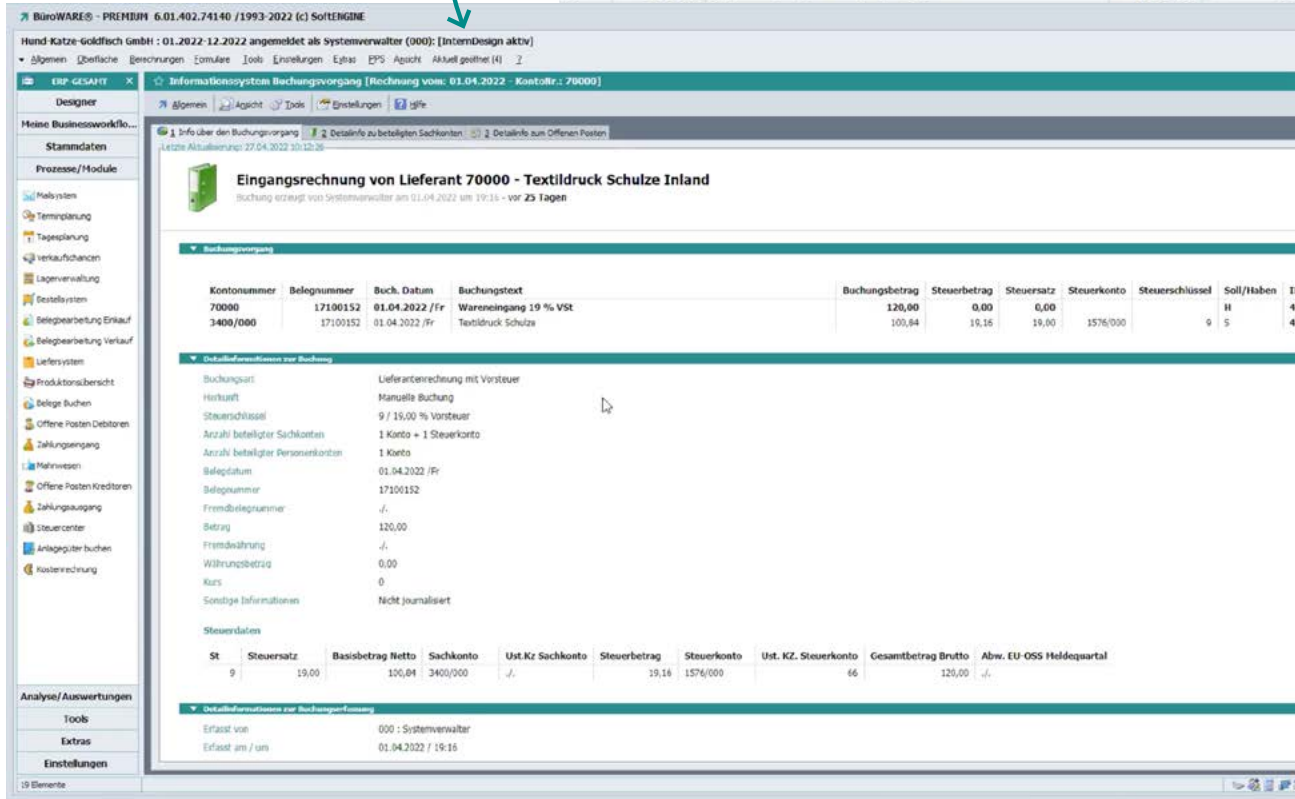 BüroWARE® - PREMIUM 6.01.402.74140 /1993-2022 (c) SoftENGINE
Hund-Katze-Goldfisch GmbH : 01.2022-12.2022 angemeldet als Systemverwalter (000): [InternDesign aktiv]
Allgemein Oberfläche Berechnungen Formulare Tools Einstellungen Extras PPS Ansicht Aktuell geöffnet (4) ?
ERP GESAMT X
Informationssystem Buchungsvorgang [Rechnung vom: 01.04.2022 - KontoNr.: 70000]
Designer
Meine Businessworkflo...
Stammdaten
Prozesse/Module
Mailsystem
Terminplanung
Tagesplanung
Verkaufschancen
Lagerverwaltung
Bestellsystem
Belegbearbeitung Einkauf
Belegbearbeitung Verkauf
Liefersystem
Produktionsübersicht
Belege Buchen
Offene Posten Debitoren
Zahlungseingang
Mahnwesen
Offene Posten Kreditoren
Zahlungsausgang
Steuercenter
Anlagegüter buchen
Kostenrechnung
Analyse/Auswertungen
Tools
Extras
Einstellungen
19 Elemente
Allgemein Ansicht Tools Einstellungen Hilfe
1 Info über den Buchungsvorgang 2 Detailinfo zu beteiligten Sachkonten 3 Detailinfo zum Offenen Posten
Letzte Aktualisierung: 27.04.2022 10:12:26
Eingangsrechnung von Lieferant 70000 - Textildruck Schulze Inland
Buchung erzeugt von Systemverwalter am 01.04.2022 um 19:16 - vor 25 Tagen
Buchungsvorgang
Kontonummer Belegnummer Buch. Datum Buchungstext Buchungsbetrag Steuerbetrag Steuersatz Steuerkonto Steuerschlüssel Soll/Haben
70000 17100152 01.04.2022 /Fr Wareneingang 19 % VSt 120,00 0,00 0,00 H 4
3400/000 17100152 01.04.2022 /Fr Textildruck Schulze 100,84 19,16 19,00 1576/000 9 S 4
Detailinformationen zur Buchung
Buchungsart Lieferantenrechnung mit Vorsteuer
Herkunft Manuelle Buchung
Steuerschlüssel 9 / 19,00 % Vorsteuer
Anzahl beteiligter Sachkonten 1 Konto + 1 Steuerkonto
Anzahl beteiligter Personenkonten 1 Konto
Belegdatum 01.04.2022 /Fr
Belegnummer 17100152
Fremdbelegnummer ./.
Betrag 120,00
Fremdwährung ./.
Währungsbetrag 0,00
Kurs 0
Sonstige Informationen Nicht journalisiert
Steuerdaten
St Steuersatz Basisbetrag Netto Sachkonto Ust.Kz Sachkonto Steuerbetrag Steuerkonto Ust. KZ. Steuerkonto Gesamtbetrag Brutto Abw. EU-OSS Meldequartal
9 19,00 100,84 3400/000 ./. 19,16 1576/000 66 120,00 ./.
Detailinformationen zur Buchungserfassung
Erfasst von 000 : Systemverwalter
Erfasst am / um 01.04.2022 / 19:16